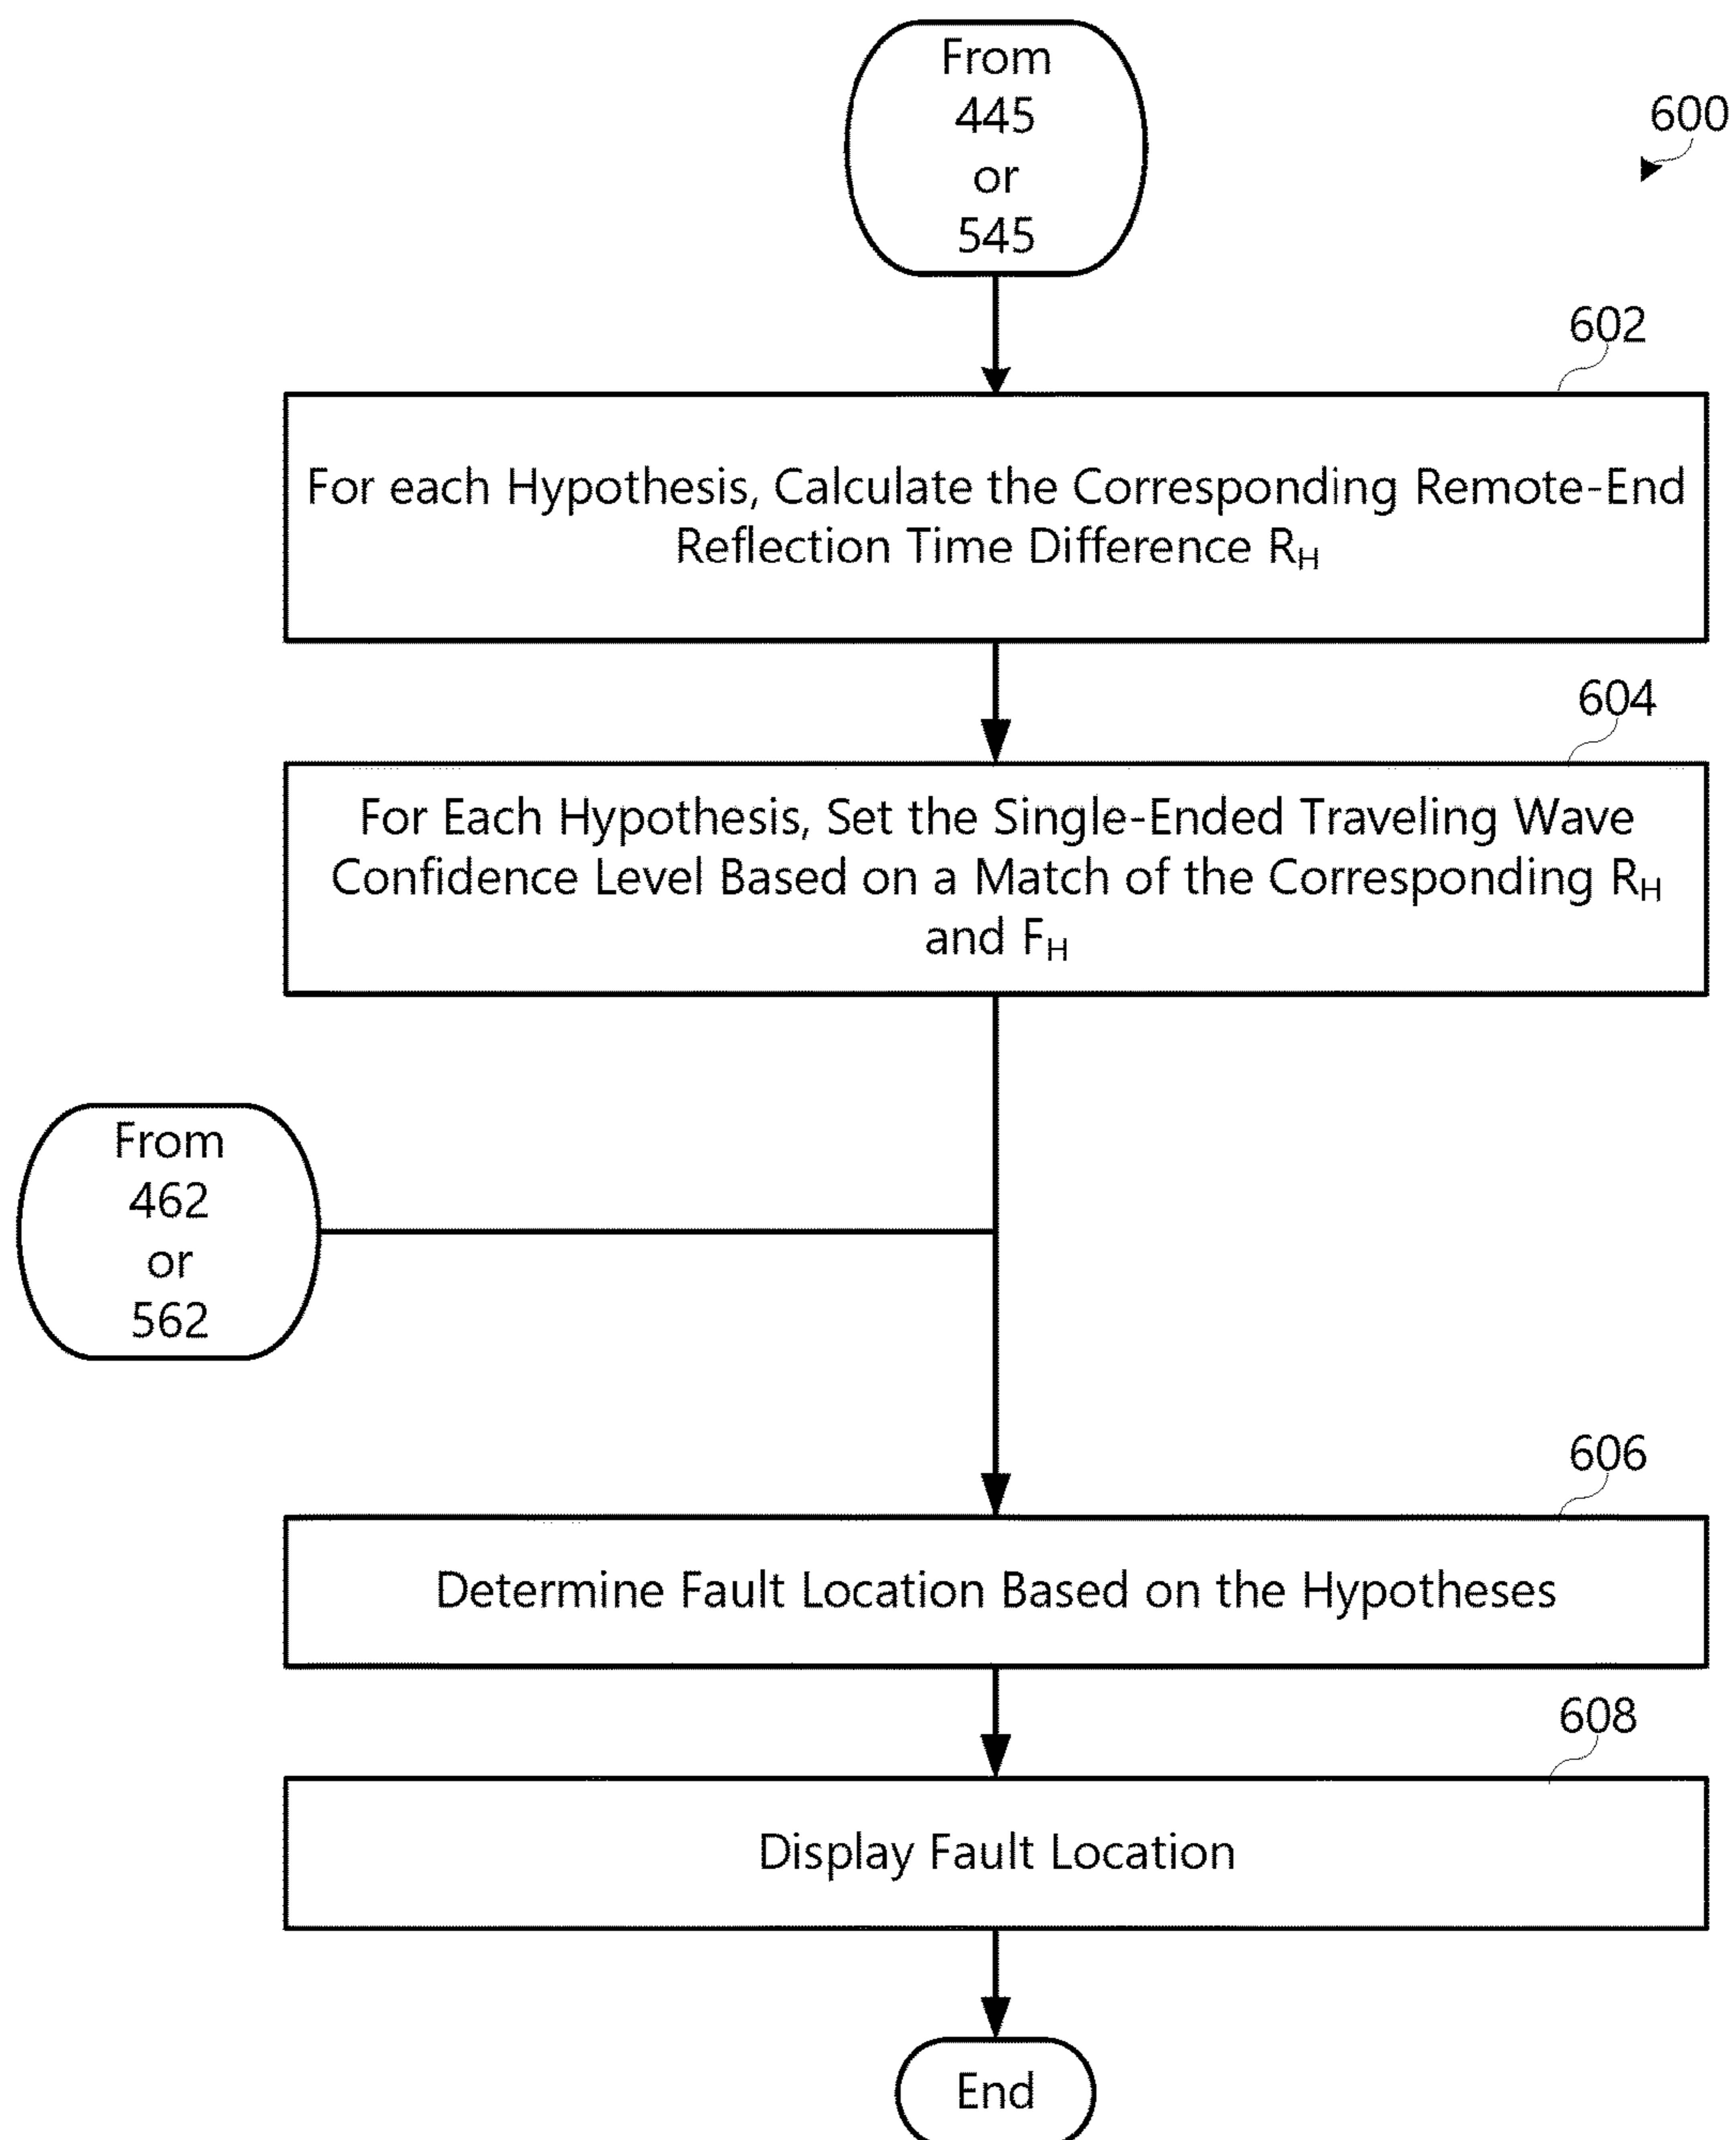 From
445
or
545
600
602
For each Hypothesis, Calculate the Corresponding Remote-End
Reflection Time Difference RH
604
For Each Hypothesis, Set the Single-Ended Traveling Wave
Confidence Level Based on a Match of the Corresponding RH
and FH
From
462
or
562
606
Determine Fault Location Based on the Hypotheses
608
Display Fault Location
End